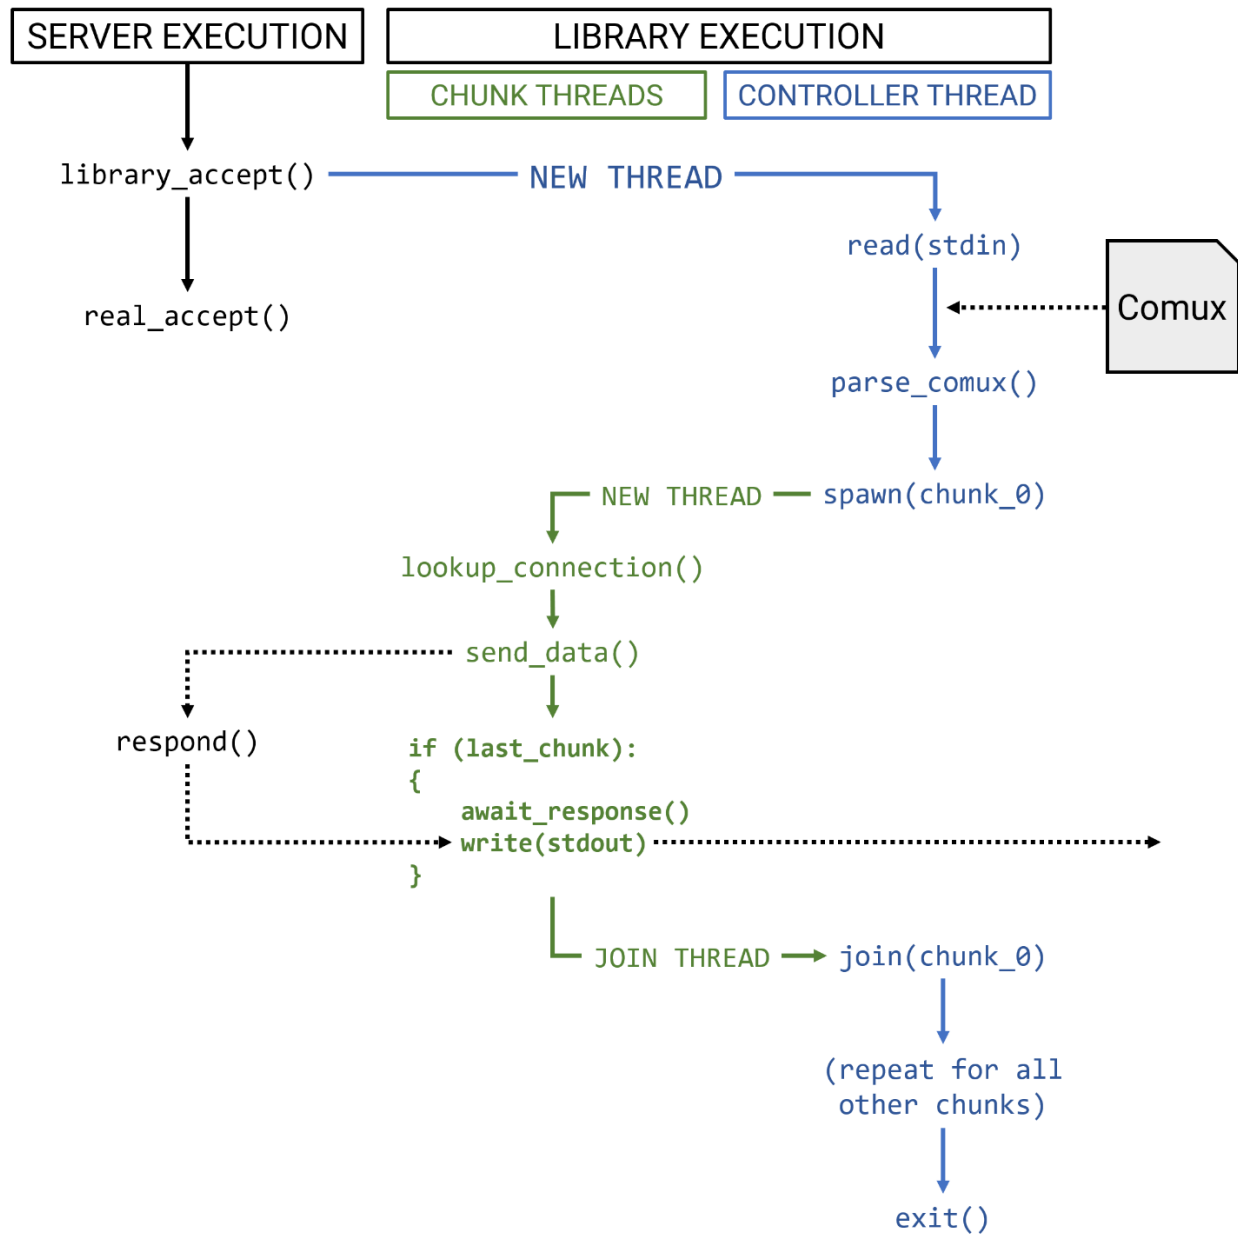 SERVER EXECUTION
LIBRARY EXECUTION
CHUNK THREADS
CONTROLLER THREAD
library_accept()
NEW THREAD
read(stdin)
real_accept()
Comux
parse_comux()
NEW THREAD
spawn(chunk_0)
lookup_connection()
send_data()
respond()
if (last_chunk):
{
await_response()
write(stdout)
}
JOIN THREAD
join(chunk_0)
(repeat for all
other chunks)
exit()